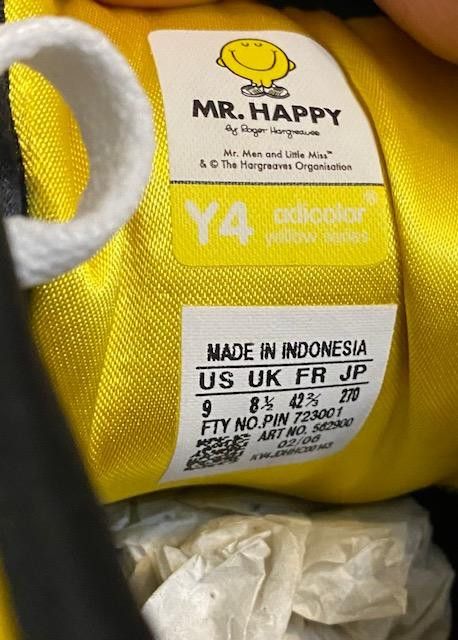 MR. HAPPY
by Roger Hargreaves
Mr. Men and Little Miss™
& © The Hargreaves Organisation
Y4 adicolor®
yellow series
MADE IN INDONESIA
US UK FR JP
9 8½ 42⅔ 270
FTY NO.PIN 723001
ART NO. 562900
02/06